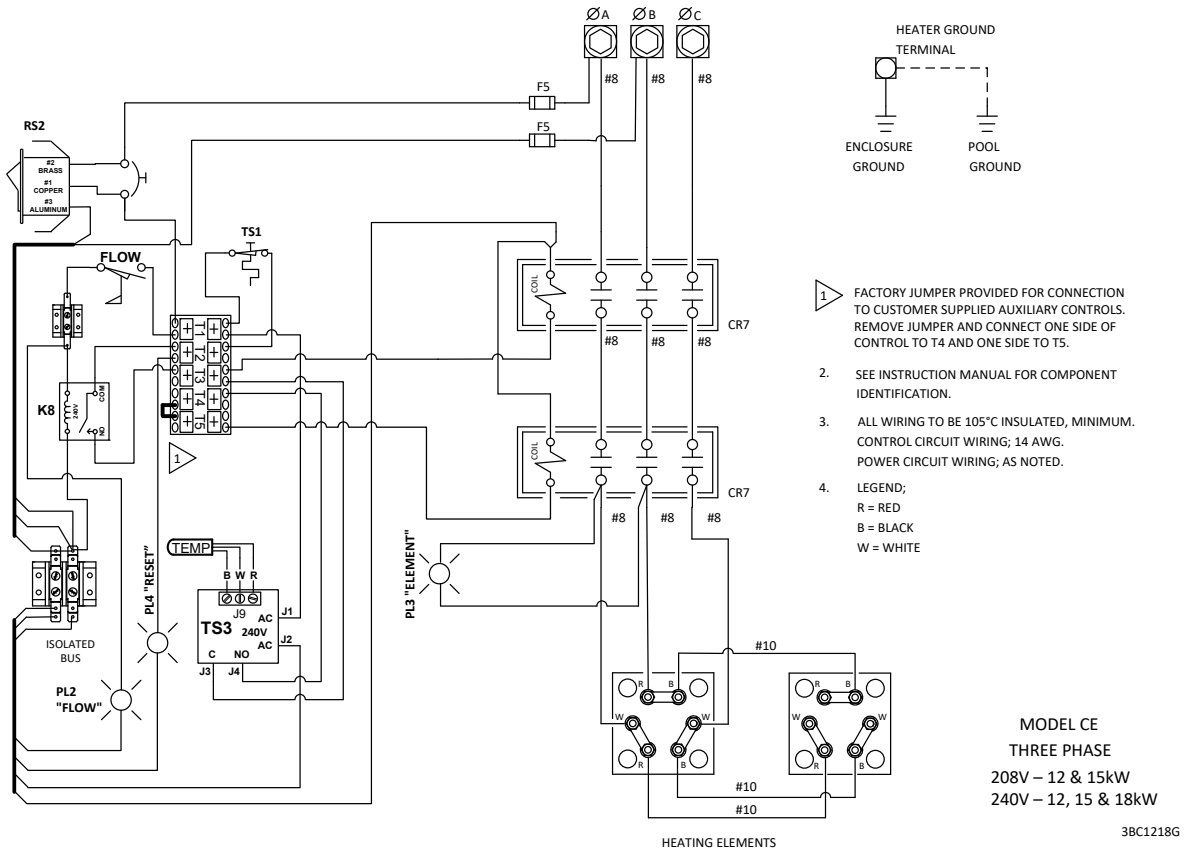 ØA
ØB
ØC
HEATER GROUND
TERMINAL
#8
#8
#8
F5
F5
ENCLOSURE
GROUND
POOL
GROUND
RS2
#2
BRASS
#1
COPPER
#3
ALUMINUM
TS1
FLOW
COIL
CR7
#8
#8
#8
T1
T2
T3
T4
T5
K8
240V
COM
NO
1
COIL
CR7
#8
#8
#8
1
FACTORY JUMPER PROVIDED FOR CONNECTION
TO CUSTOMER SUPPLIED AUXILIARY CONTROLS.
REMOVE JUMPER AND CONNECT ONE SIDE OF
CONTROL TO T4 AND ONE SIDE TO T5.
2. SEE INSTRUCTION MANUAL FOR COMPONENT
IDENTIFICATION.
3. ALL WIRING TO BE 105°C INSULATED, MINIMUM.
CONTROL CIRCUIT WIRING; 14 AWG.
POWER CIRCUIT WIRING; AS NOTED.
4. LEGEND;
R = RED
B = BLACK
W = WHITE
TEMP
B W R
J9
TS3
240V
AC
AC
J1
J2
C NO
J3 J4
PL4 "RESET"
PL3 "ELEMENT"
ISOLATED
BUS
PL2
"FLOW"
#10
R B
W W
R B
R B
W W
R B
#10
#10
HEATING ELEMENTS
MODEL CE
THREE PHASE
208V – 12 & 15kW
240V – 12, 15 & 18kW
3BC1218G